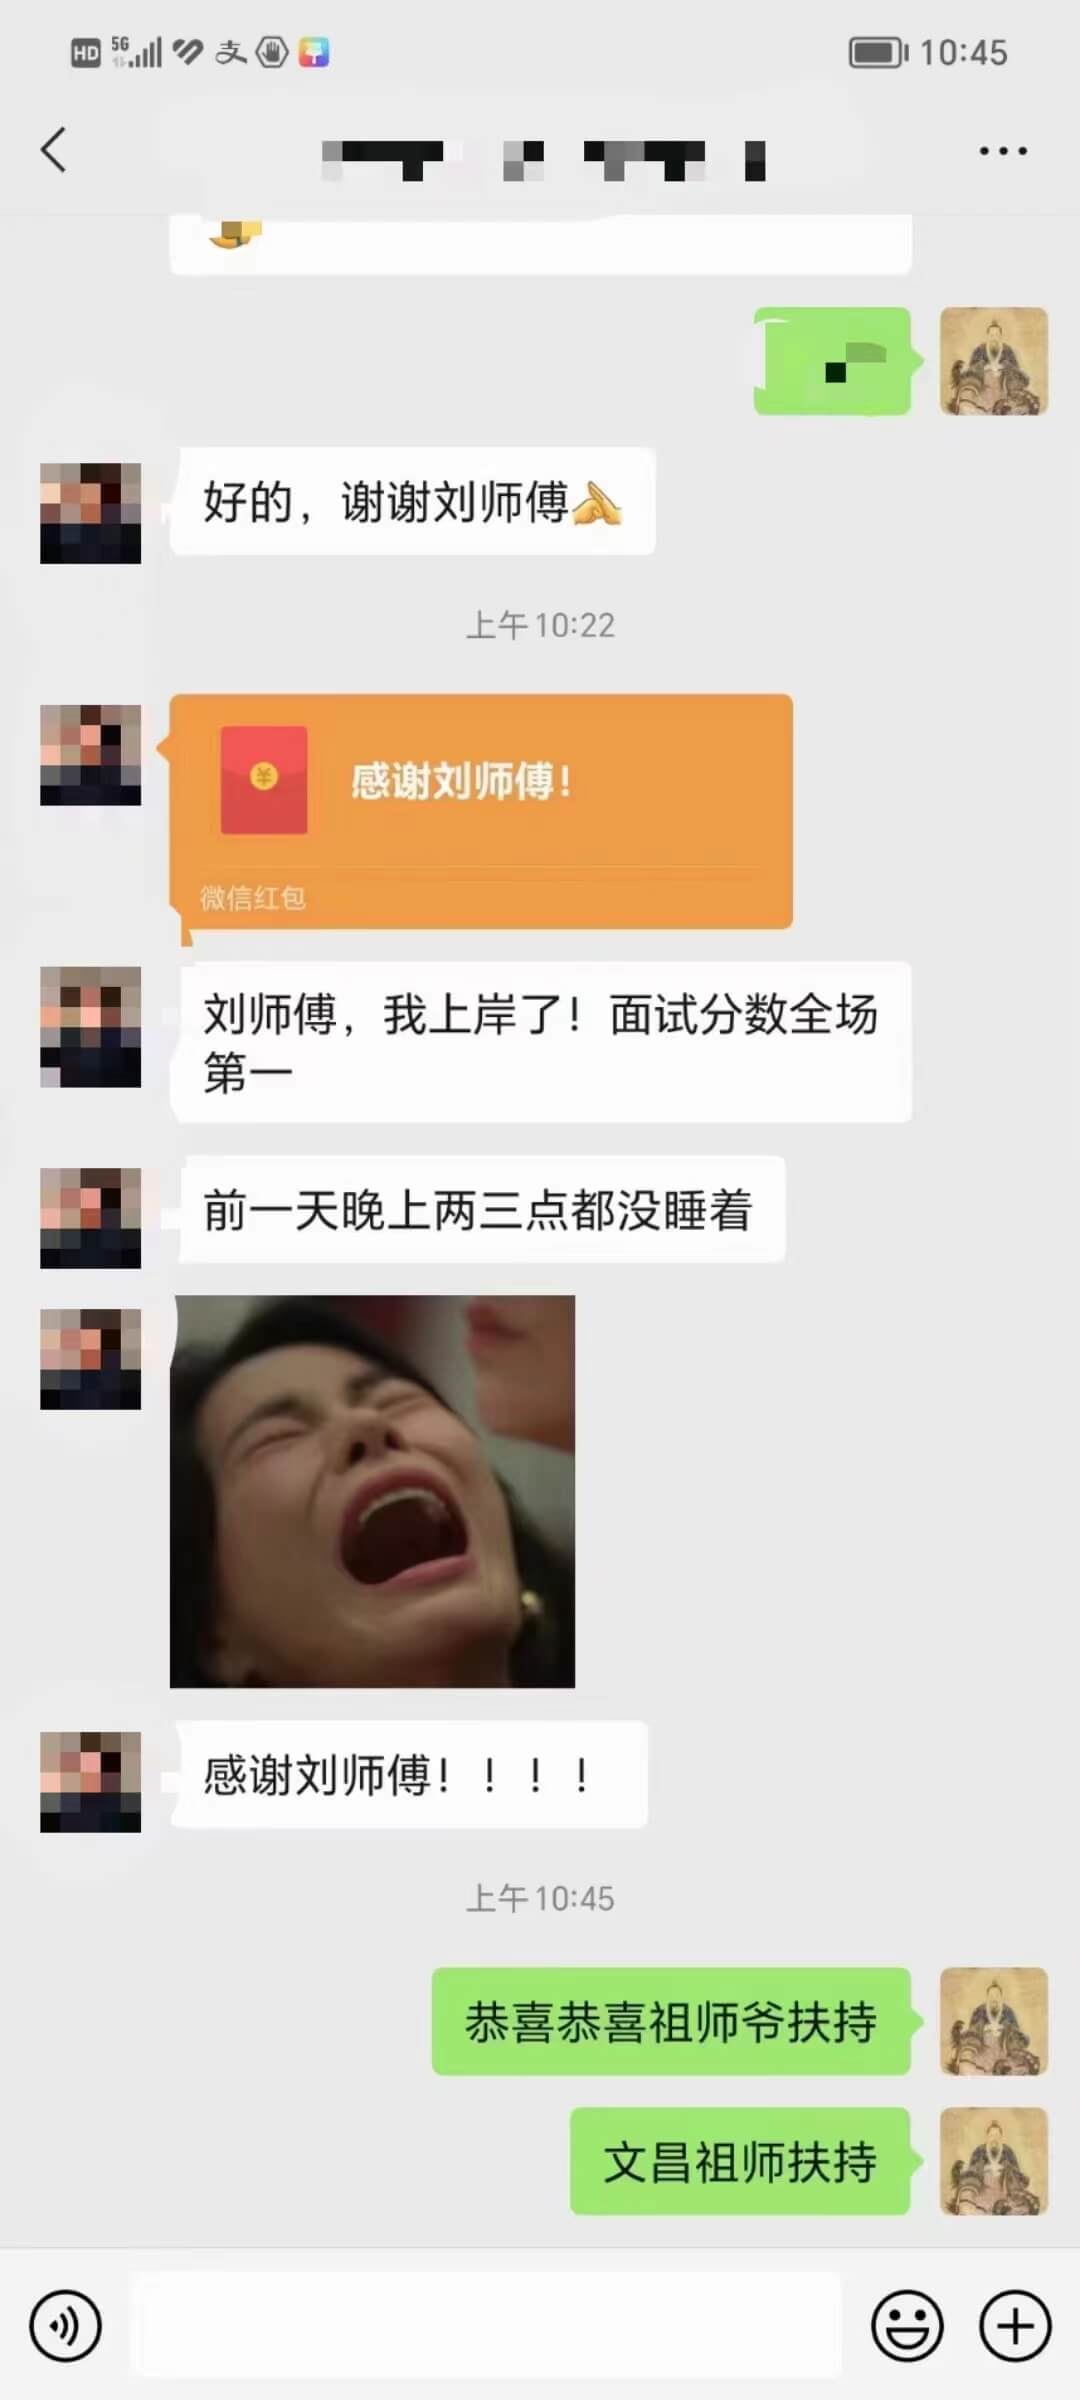 HD 5G 支 10:45
好的，谢谢刘师傅
上午10:22
感谢刘师傅！
微信红包
刘师傅，我上岸了！面试分数全场
第一
前一天晚上两三点都没睡着
感谢刘师傅！！！！
上午10:45
恭喜恭喜祖师爷扶持
文昌祖师扶持